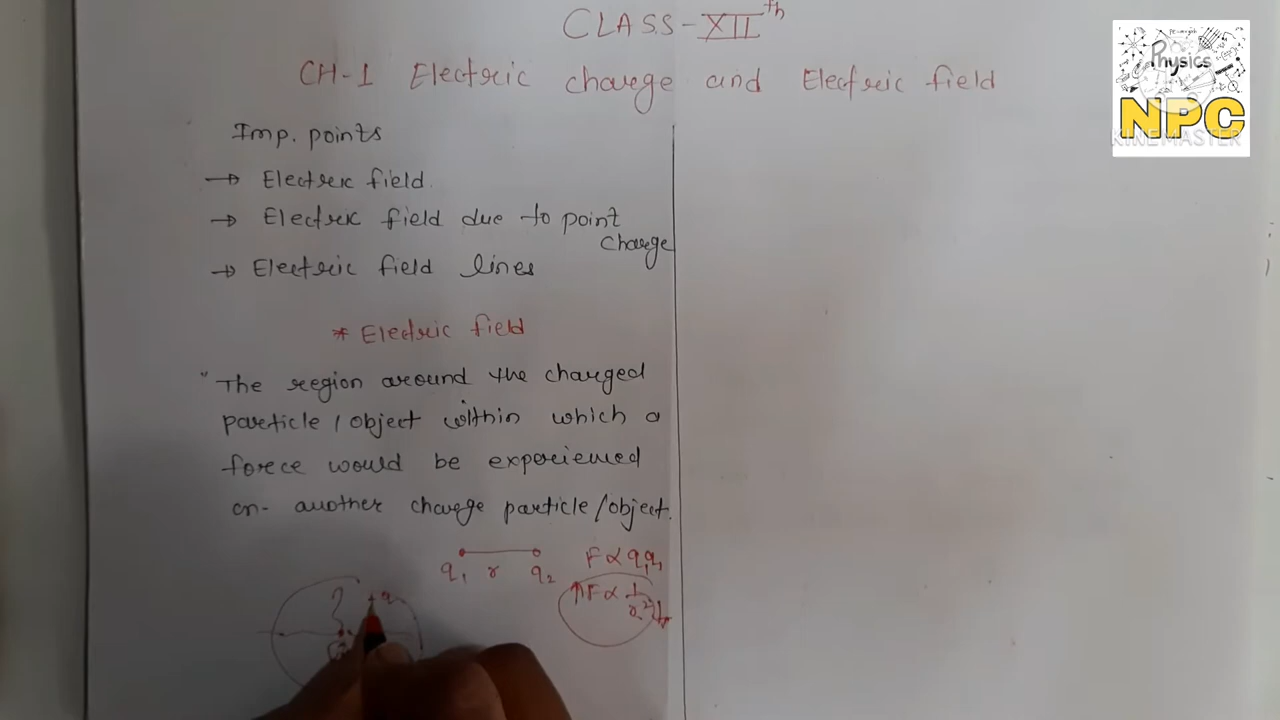 CLASS-XIIth
CH-1 Electric charge and Electric field
Physics
NPC
KINEMASTER
Imp. points
→ Electric field.
→ Electric field due to point
charge
→ Electric field lines
* Electric field
"The region around the charged
particle/object within which a
force would be experienced
on- another charge particle/object.
q₁ r q₂
F∝q₁q₂
↑F∝1/r²↓